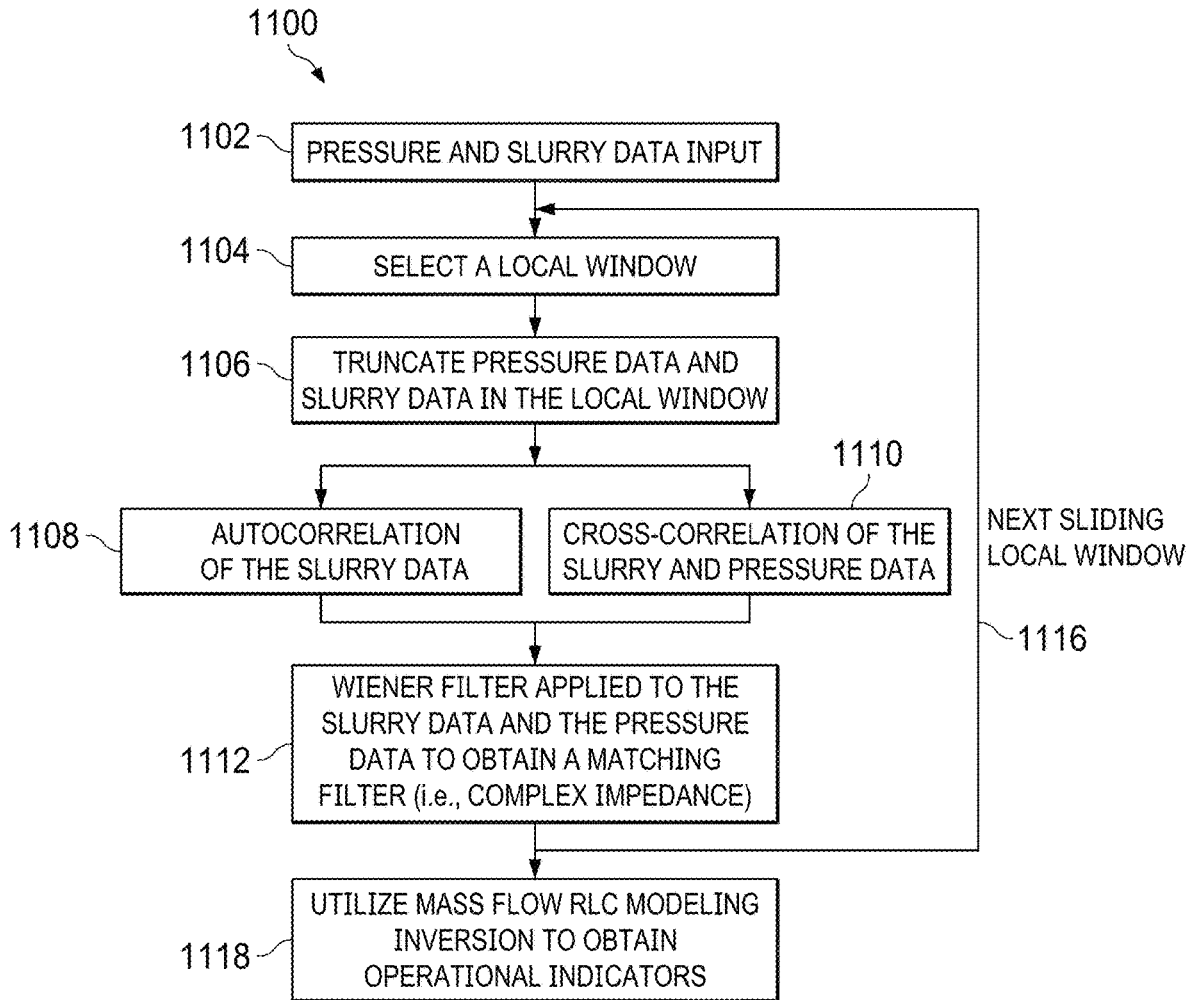 1100
1102
PRESSURE AND SLURRY DATA INPUT
1104
SELECT A LOCAL WINDOW
1106
TRUNCATE PRESSURE DATA AND
SLURRY DATA IN THE LOCAL WINDOW
1108
AUTOCORRELATION
OF THE SLURRY DATA
1110
CROSS-CORRELATION OF THE
SLURRY AND PRESSURE DATA
NEXT SLIDING
LOCAL WINDOW
1116
1112
WIENER FILTER APPLIED TO THE
SLURRY DATA AND THE PRESSURE
DATA TO OBTAIN A MATCHING
FILTER (i.e., COMPLEX IMPEDANCE)
1118
UTILIZE MASS FLOW RLC MODELING
INVERSION TO OBTAIN
OPERATIONAL INDICATORS